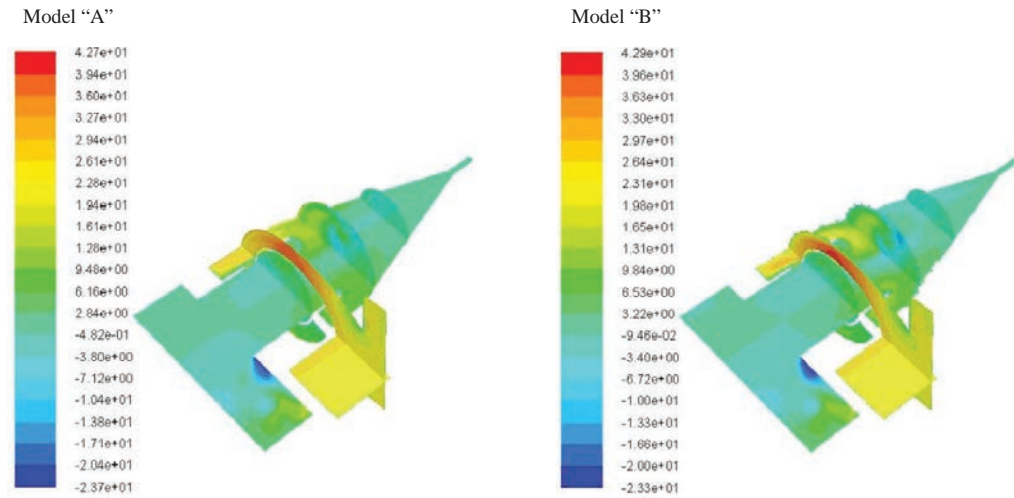 Model “A”
4.27e+01
3.94e+01
3.60e+01
3.27e+01
2.94e+01
2.61e+01
2.28e+01
1.94e+01
1.61e+01
1.28e+01
9.48e+00
6.16e+00
2.84e+00
-4.82e-01
-3.80e+00
-7.12e+00
-1.04e+01
-1.38e+01
-1.71e+01
-2.04e+01
-2.37e+01
Model “B”
4.29e+01
3.96e+01
3.63e+01
3.30e+01
2.97e+01
2.64e+01
2.31e+01
1.98e+01
1.65e+01
1.31e+01
9.84e+00
6.53e+00
3.22e+00
-9.46e-02
-3.40e+00
-6.72e+00
-1.00e+01
-1.33e+01
-1.66e+01
-2.00e+01
-2.33e+01